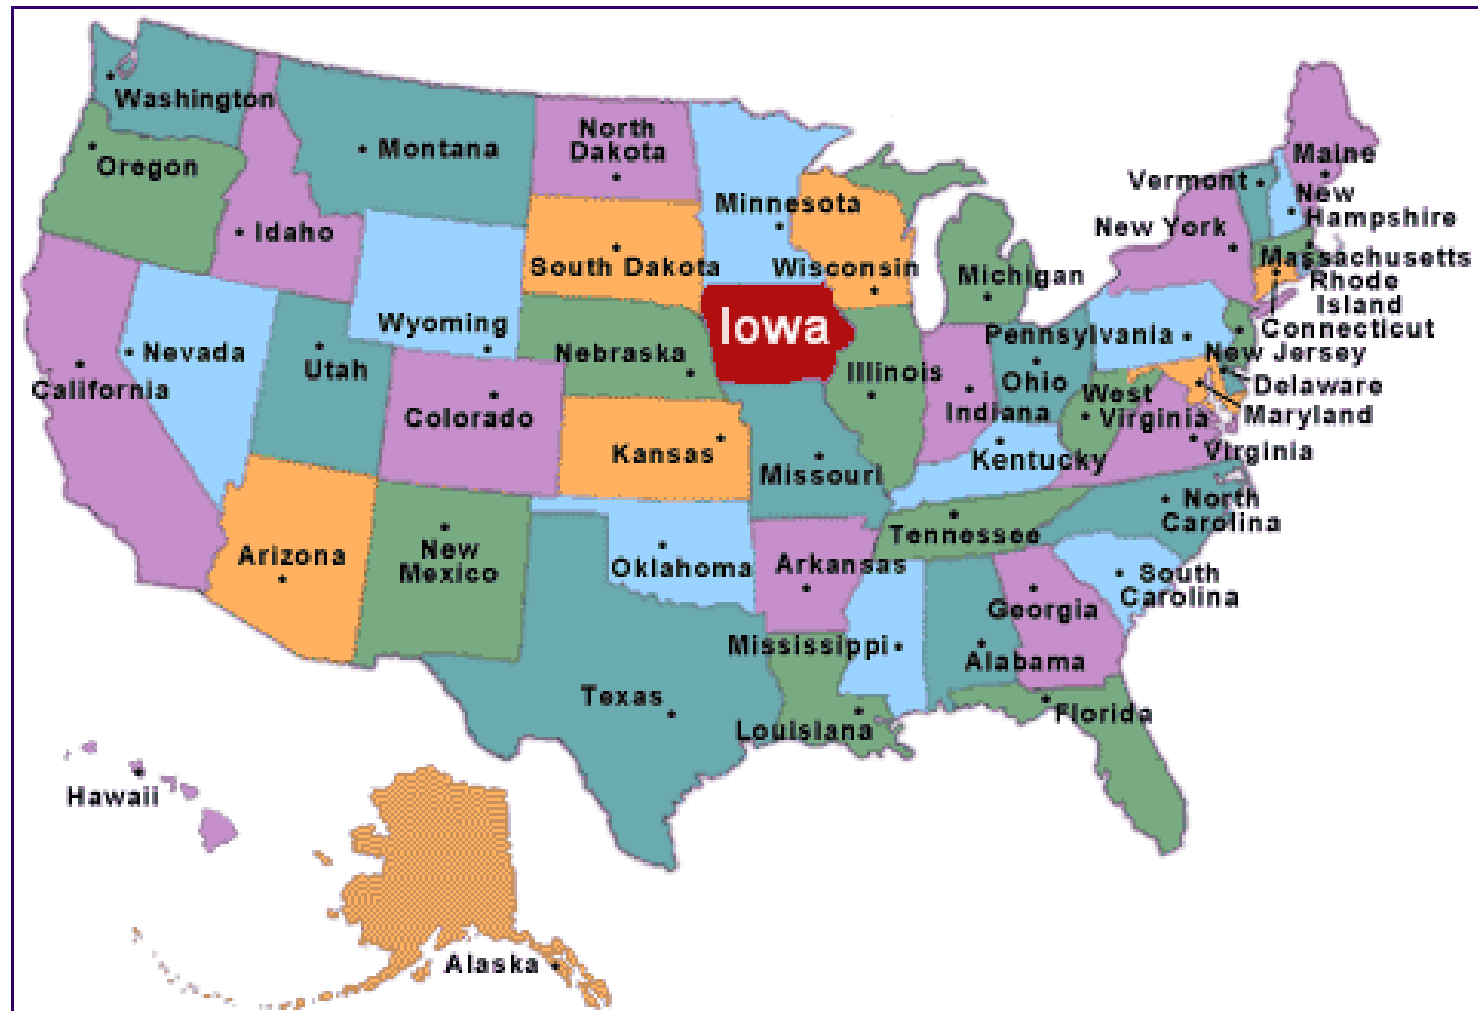 Washington
Oregon
Montana
Idaho
North
Dakota
Minnesota
South Dakota
Wisconsin
Michigan
Maine
Vermont
New
Hampshire
New York
Massachusetts
Rhode
Island
Connecticut
Pennsylvania
New Jersey
Delaware
Maryland
Wyoming
Iowa
Nebraska
Nevada
Utah
California
Colorado
Illinois
Indiana
Ohio
West
Virginia
Virginia
Kansas
Missouri
Kentucky
North
Carolina
Tennessee
Arizona
New
Mexico
Oklahoma
Arkansas
South
Carolina
Georgia
Mississippi
Alabama
Texas
Louisiana
Florida
Hawaii
Alaska